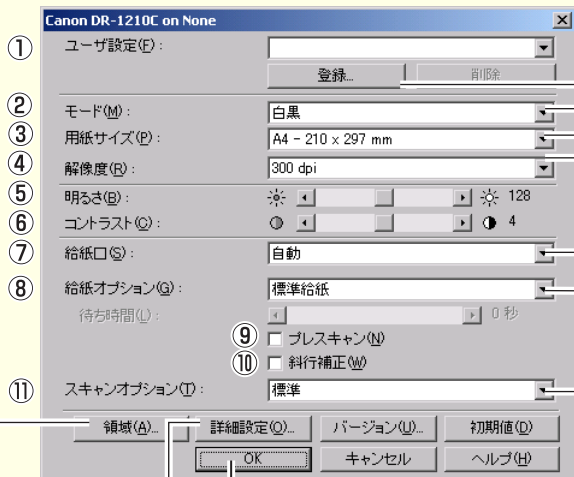 Canon DR-1210C on None
① ユーザ設定(F) :
登録... 削除
② モード(M) : 白黒
③ 用紙サイズ(P) : A4 - 210 x 297 mm
④ 解像度(R) : 300 dpi
⑤ 明るさ(B) : 128
⑥ コントラスト(C) : 4
⑦ 給紙口(S) : 自動
⑧ 給紙オプション(G) : 標準給紙
待ち時間(L) : 0 秒
⑨ プレスキャン(N)
⑩ 斜行補正(W)
⑪ スキャンオプション(T) : 標準
領域(A)... 詳細設定(O)... バージョン(U)... 初期値(D)
OK キャンセル ヘルプ(H)